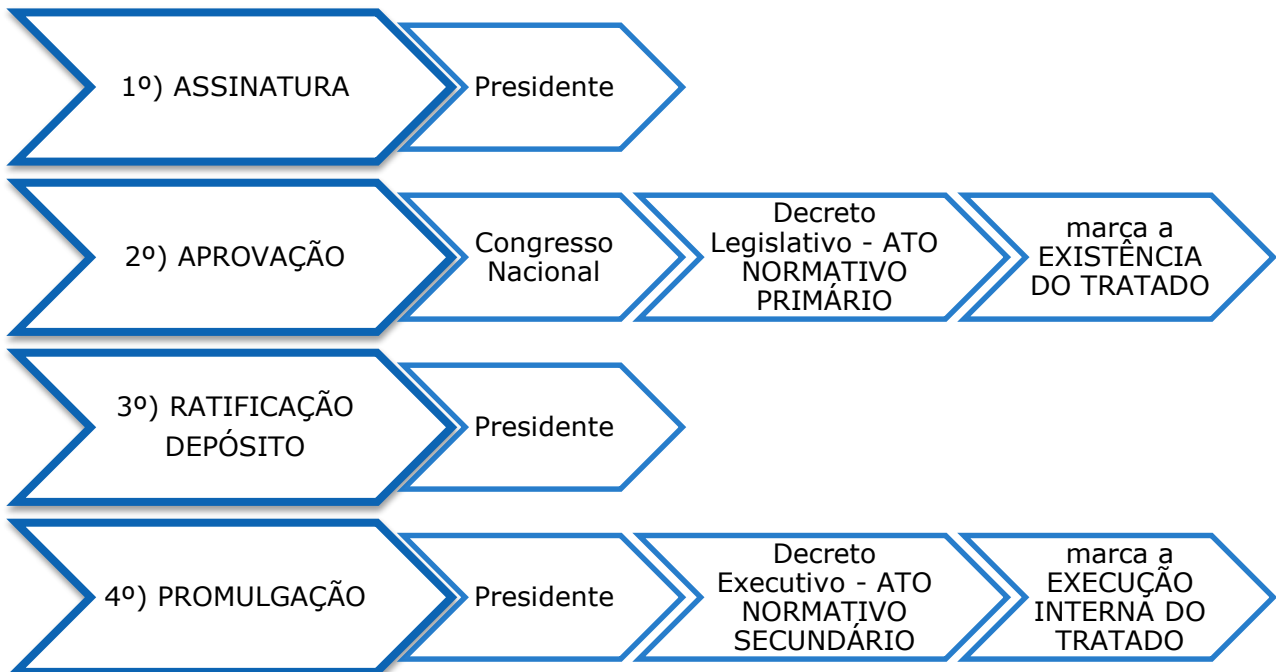 1º) ASSINATURA
Presidente
2º) APROVAÇÃO
Congresso
Nacional
Decreto
Legislativo - ATO
NORMATIVO
PRIMÁRIO
marca a
EXISTÊNCIA
DO TRATADO
3º) RATIFICAÇÃO
DEPÓSITO
Presidente
4º) PROMULGAÇÃO
Presidente
Decreto
Executivo - ATO
NORMATIVO
SECUNDÁRIO
marca a
EXECUÇÃO
INTERNA DO
TRATADO